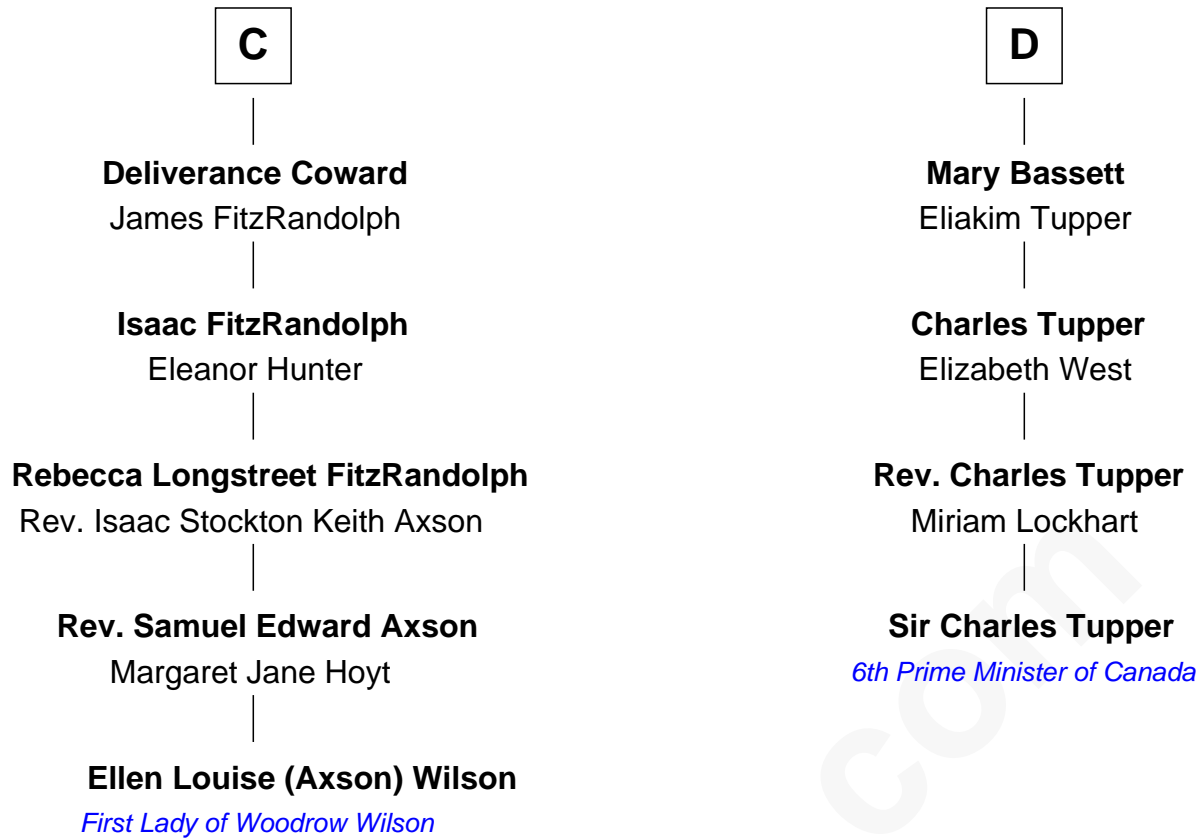 C
Deliverance Coward
James FitzRandolph
Isaac FitzRandolph
Eleanor Hunter
Rebecca Longstreet FitzRandolph
Rev. Isaac Stockton Keith Axson
Rev. Samuel Edward Axson
Margaret Jane Hoyt
Ellen Louise (Axson) Wilson
First Lady of Woodrow Wilson
D
Mary Bassett
Eliakim Tupper
Charles Tupper
Elizabeth West
Rev. Charles Tupper
Miriam Lockhart
Sir Charles Tupper
6th Prime Minister of Canada
com